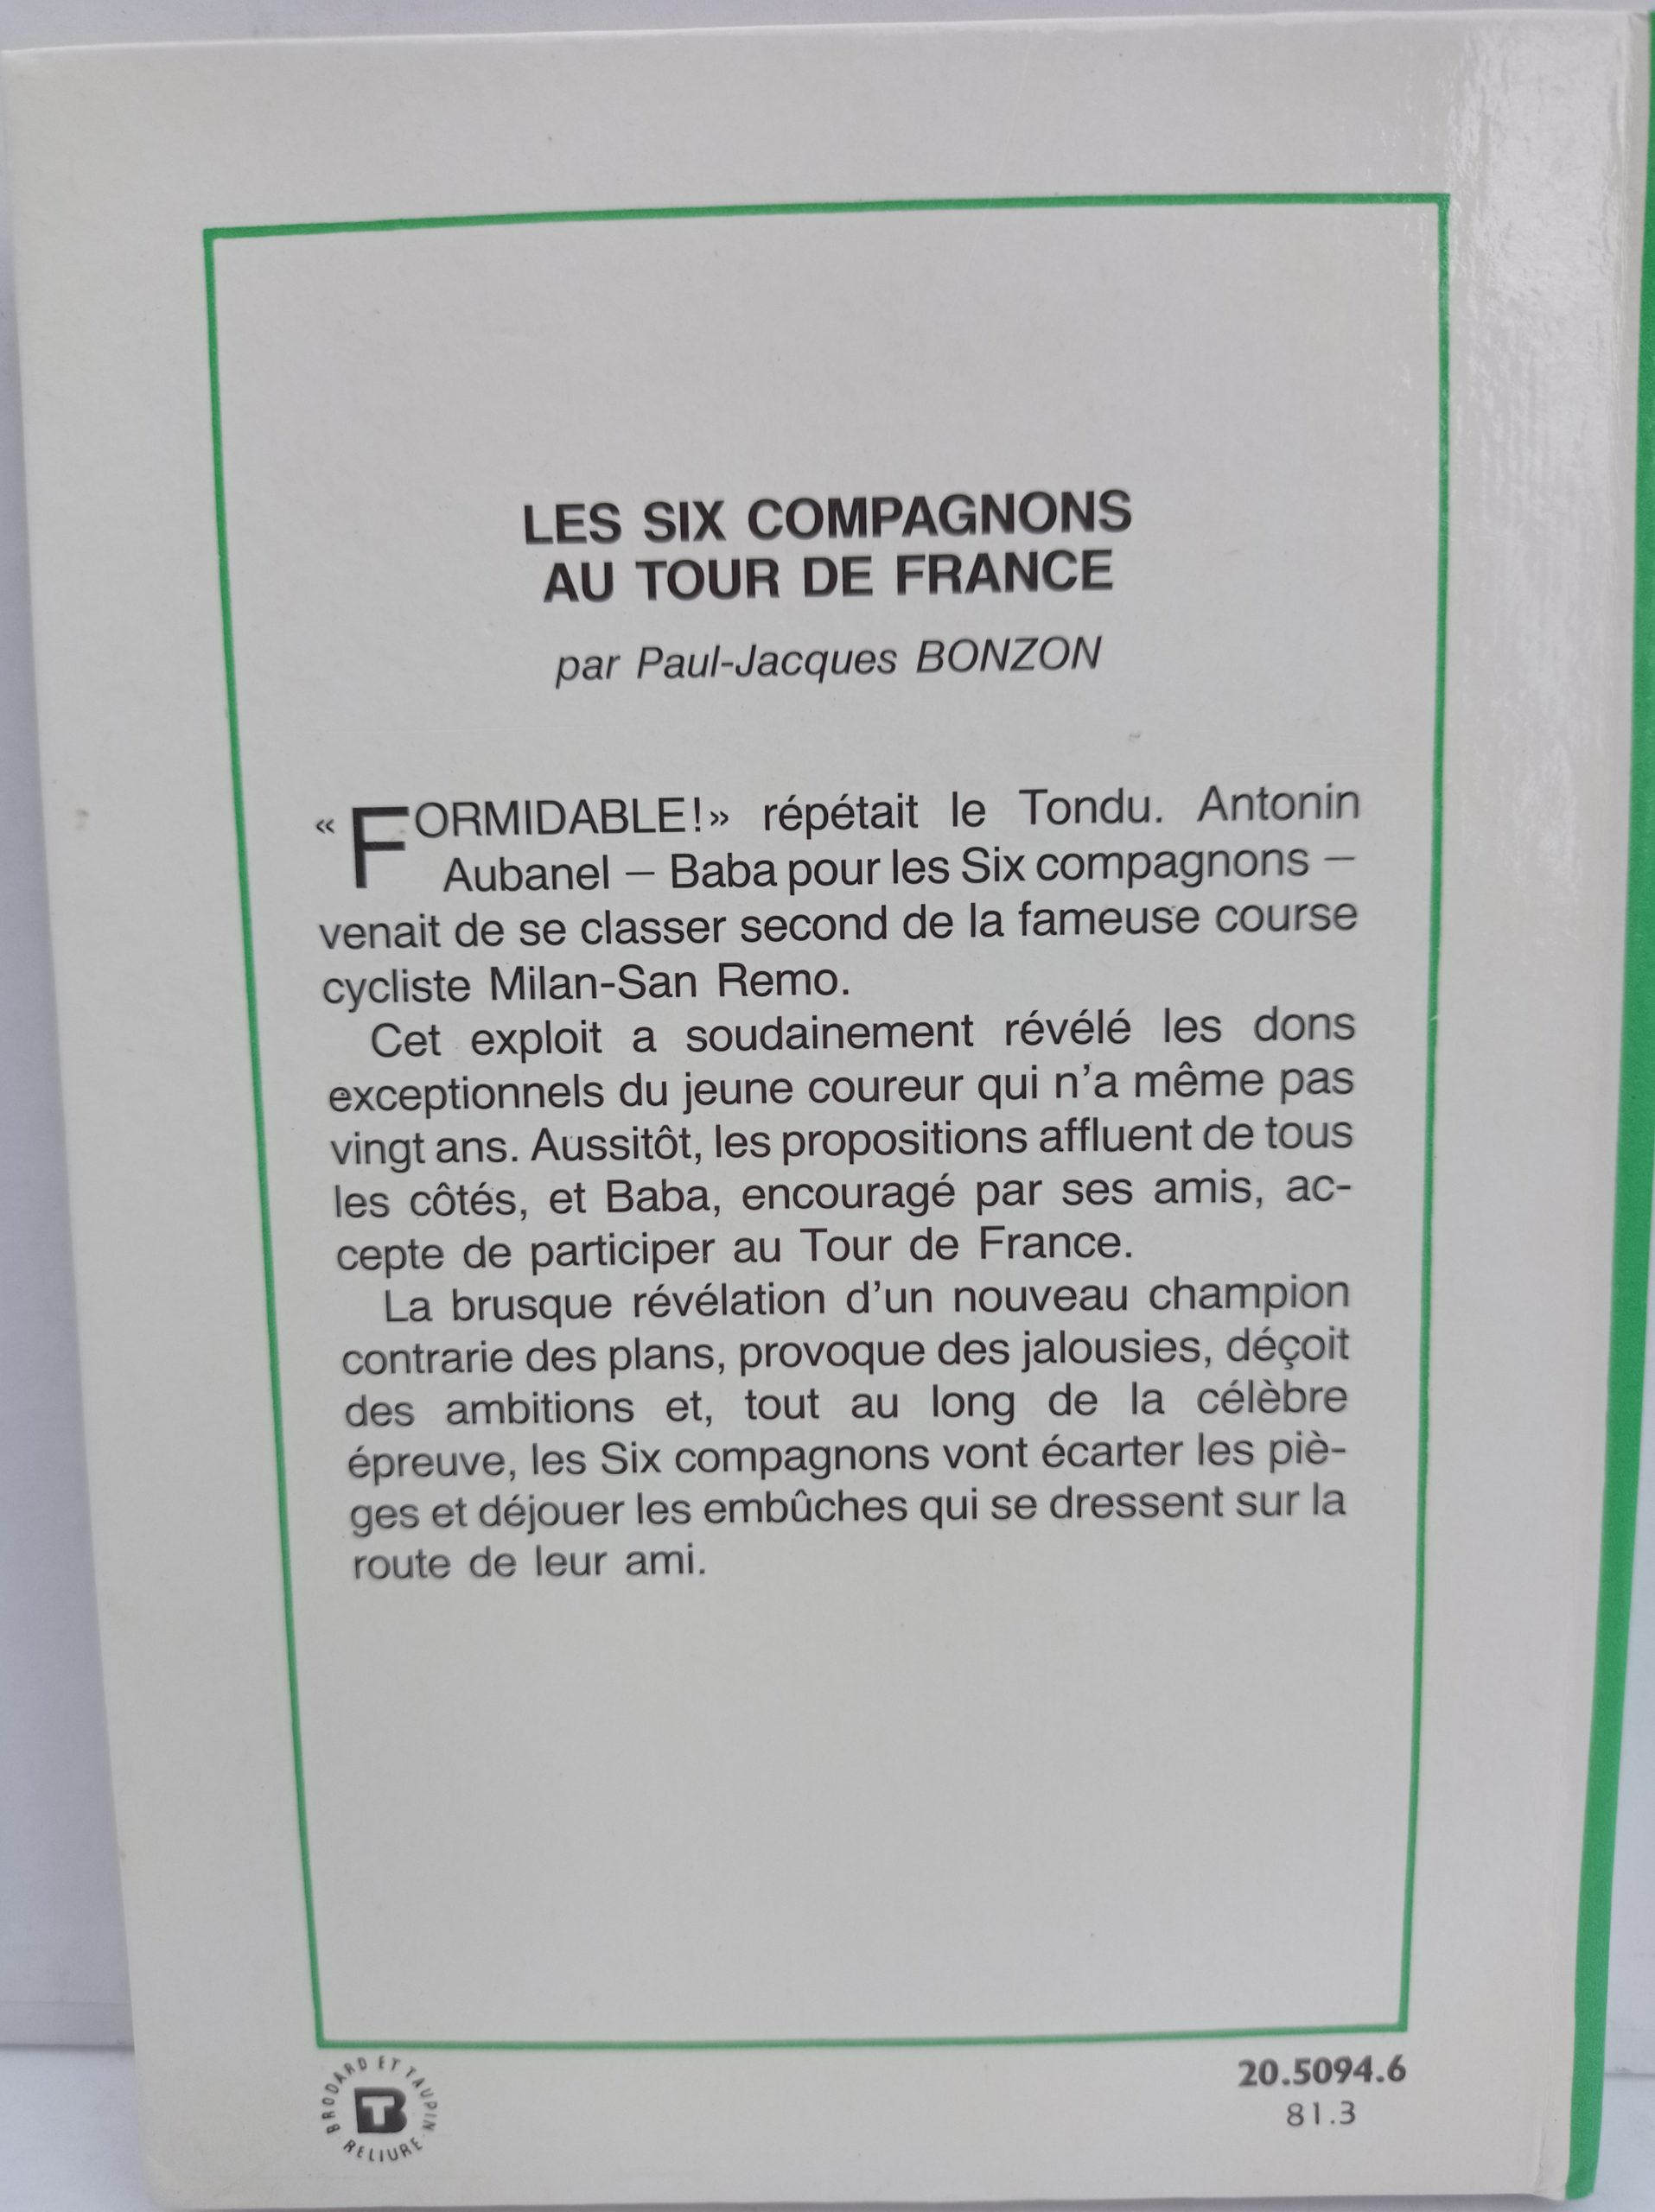 LES SIX COMPAGNONS
AU TOUR DE FRANCE
par Paul-Jacques BONZON
« FORMIDABLE!» répétait le Tondu. Antonin
Aubanel – Baba pour les Six compagnons –
venait de se classer second de la fameuse course
cycliste Milan-San Remo.
Cet exploit a soudainement révélé les dons
exceptionnels du jeune coureur qui n'a même pas
vingt ans. Aussitôt, les propositions affluent de tous
les côtés, et Baba, encouragé par ses amis, ac-
cepte de participer au Tour de France.
La brusque révélation d'un nouveau champion
contrarie des plans, provoque des jalousies, déçoit
des ambitions et, tout au long de la célèbre
épreuve, les Six compagnons vont écarter les piè-
ges et déjouer les embûches qui se dressent sur la
route de leur ami.
BRODARD ET TAUPIN
BT
RELIURE
20.5094.6
81.3